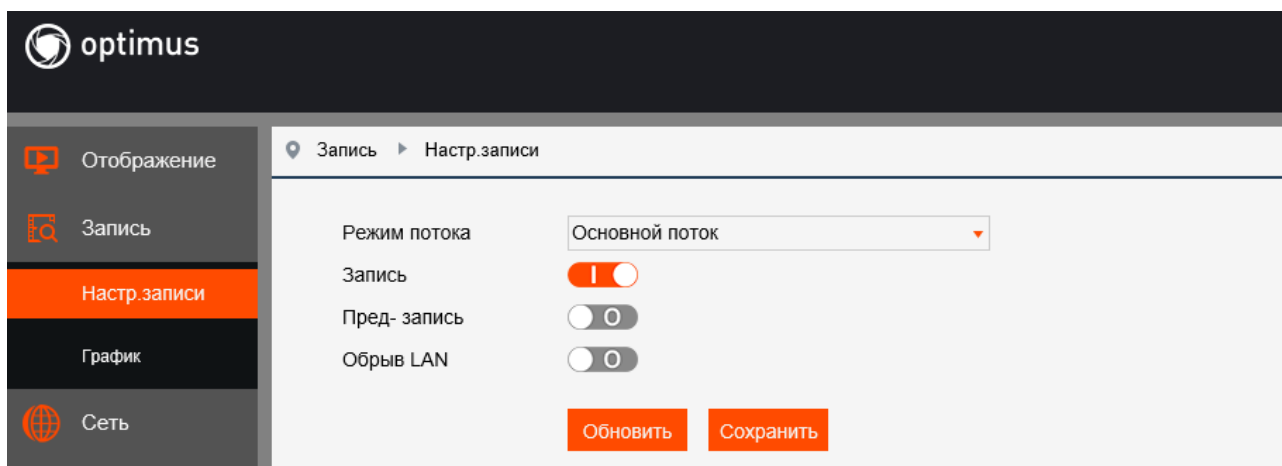 optimus
Отображение
Запись
Настр.записи
График
Сеть
Запись Настр.записи
Режим потока Основной поток
Запись
Пред- запись
Обрыв LAN
Обновить Сохранить